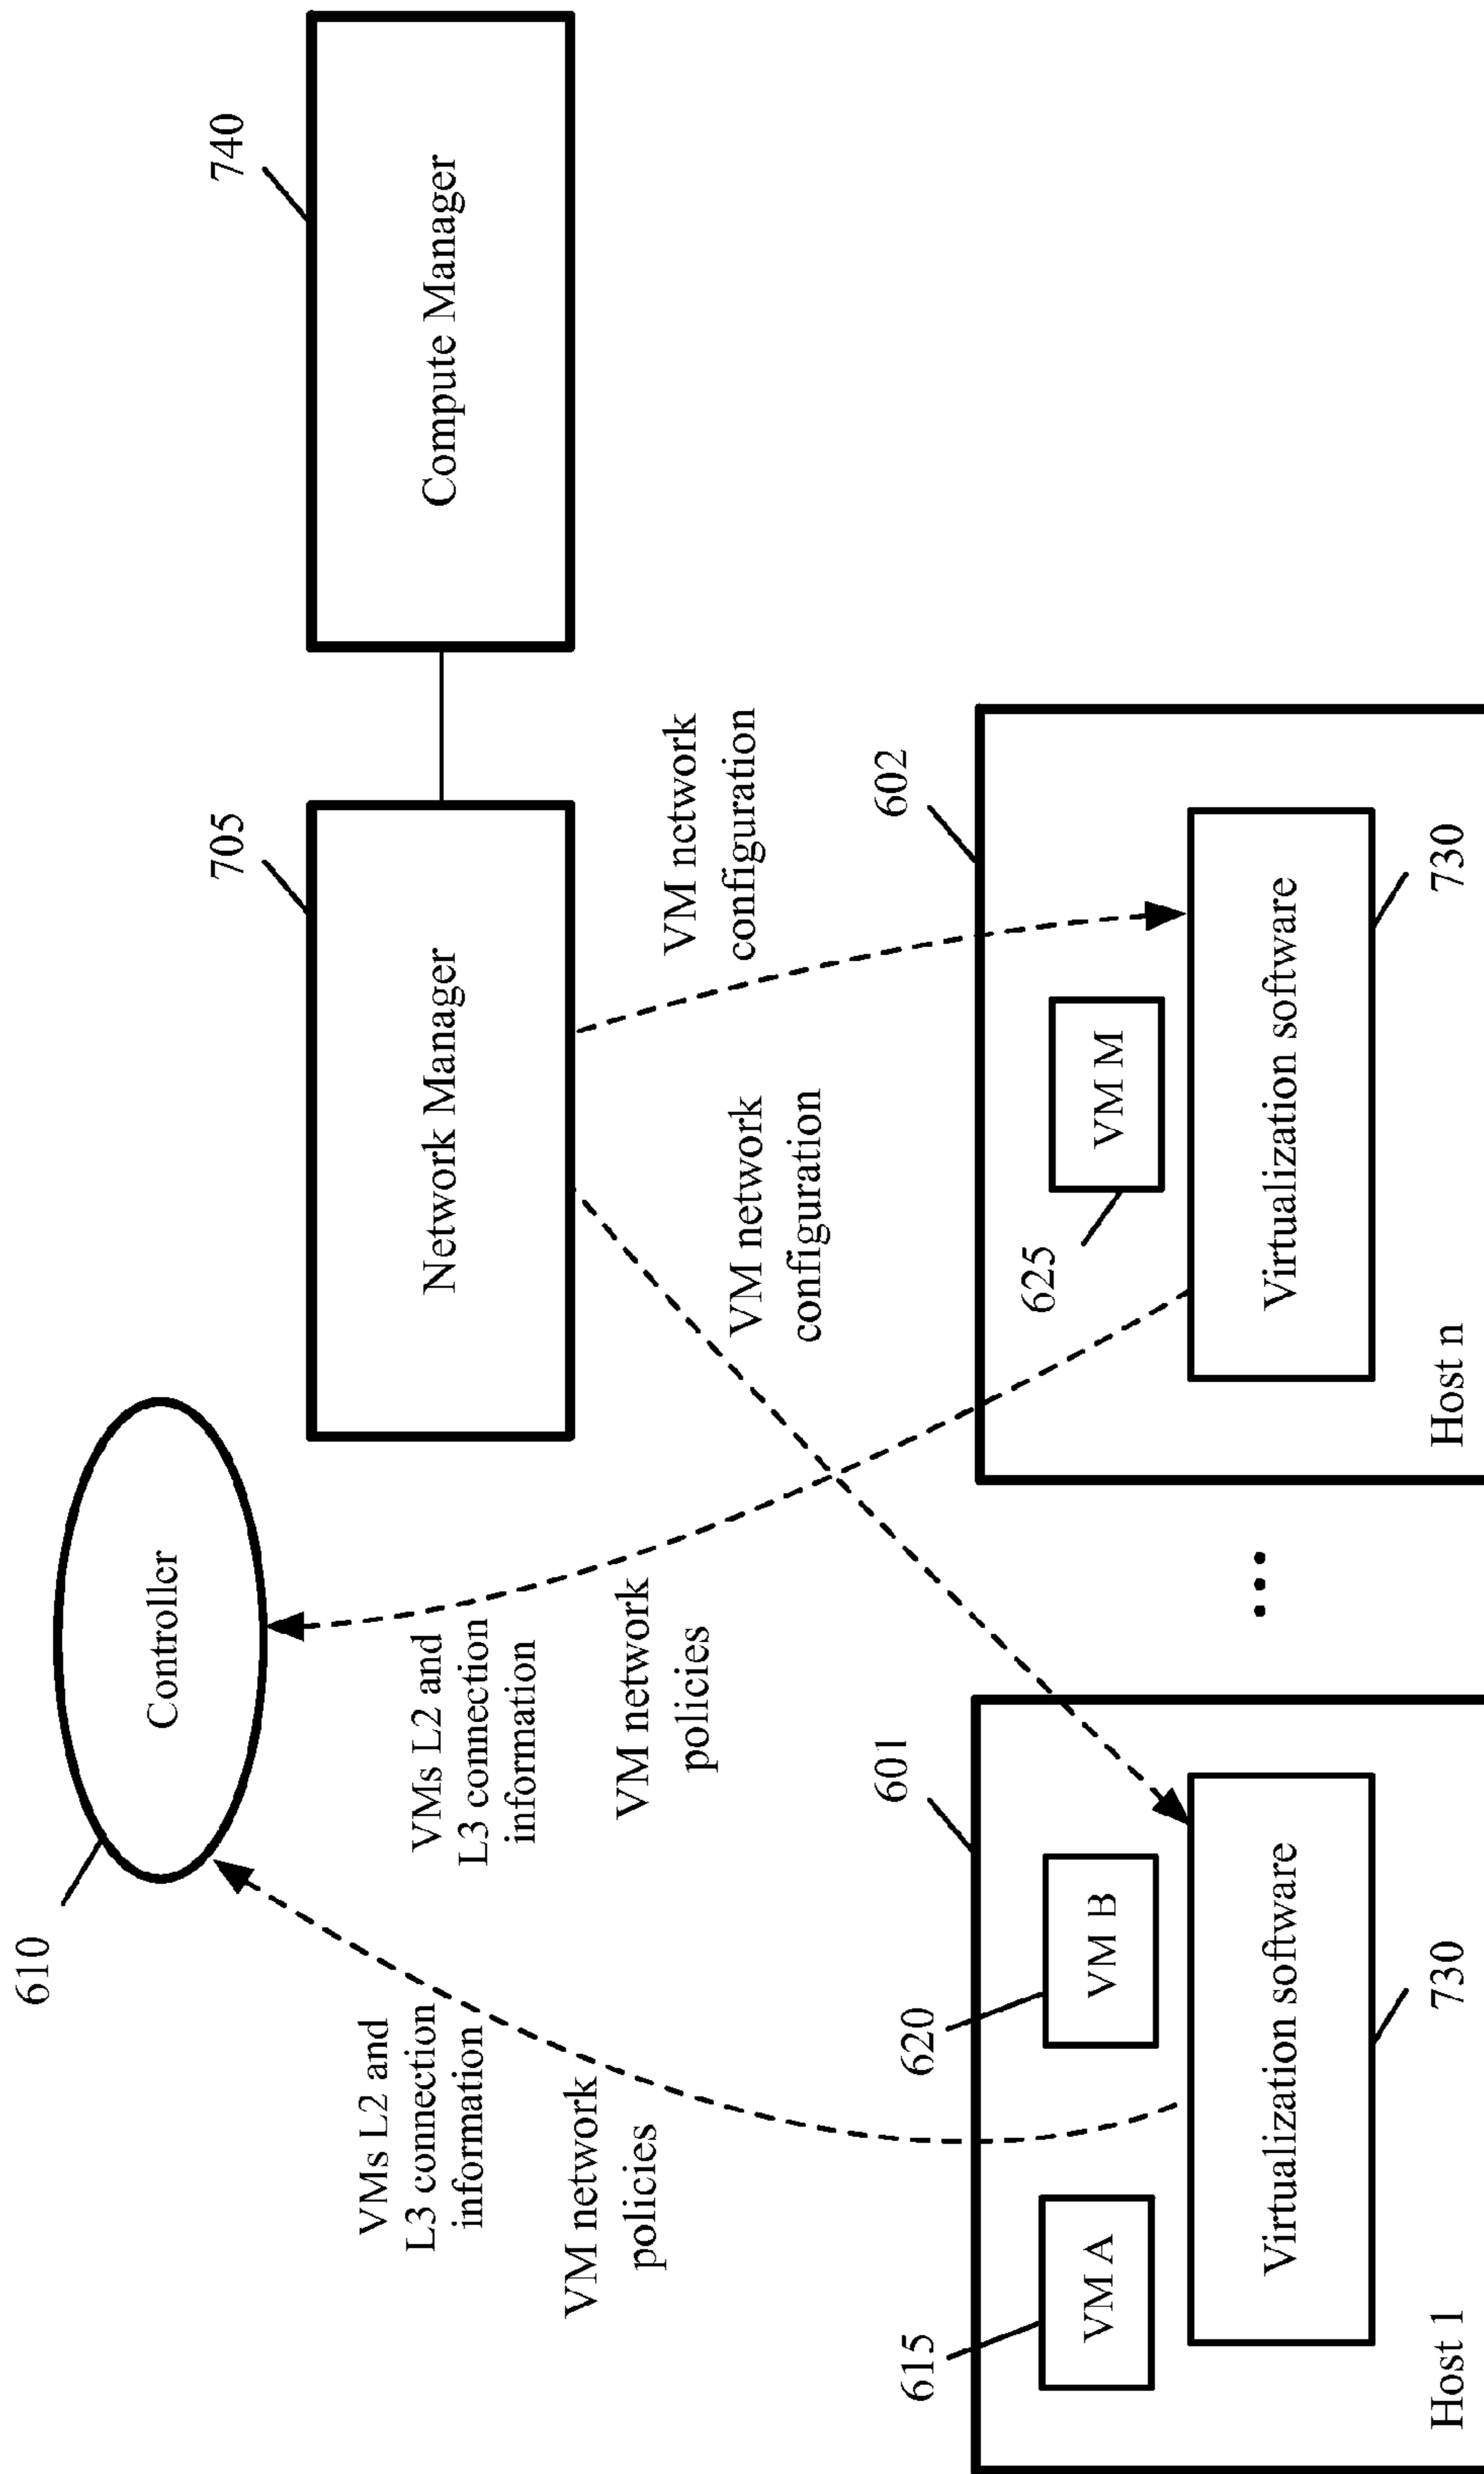 610
Controller
740
705
Network Manager
Compute Manager
VMs L2 and
L3 connection
information
VM network
policies
VMs L2 and
L3 connection
information
VM network
policies
VM network
configuration
VM network
configuration
615
620
601
625
602
VM A
VM B
VM M
Virtualization software
...
Virtualization software
Host 1
730
Host n
730